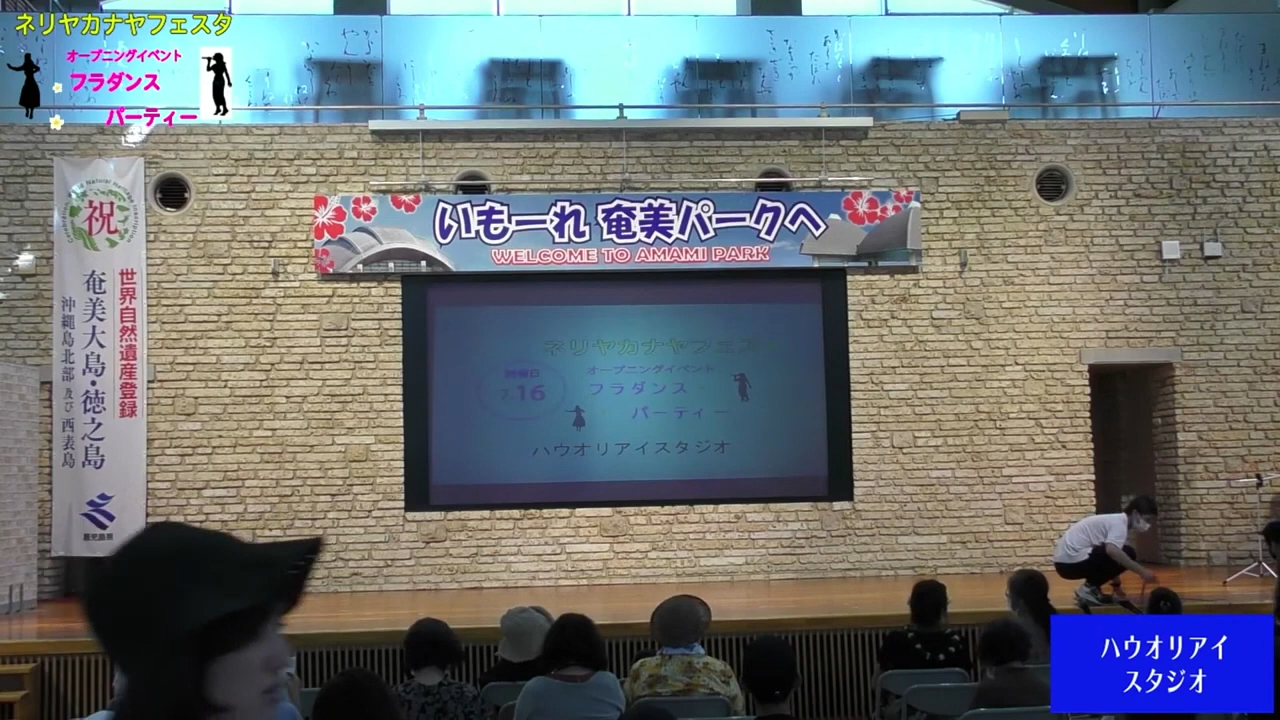 ネリヤカナヤフェスタ
オープニングイベント
フラダンス
パーティー
祝
世界自然遺産登録
奄美大島・徳之島
沖縄島北部 及び 西表島
鹿児島県
いもーれ 奄美パークへ
WELCOME TO AMAMI PARK
ネリヤカナヤフェス
開催日
7.16
オープニングイベント
フラダンス
パーティー
ハウオリアイスタジオ
ハウオリアイ
スタジオ